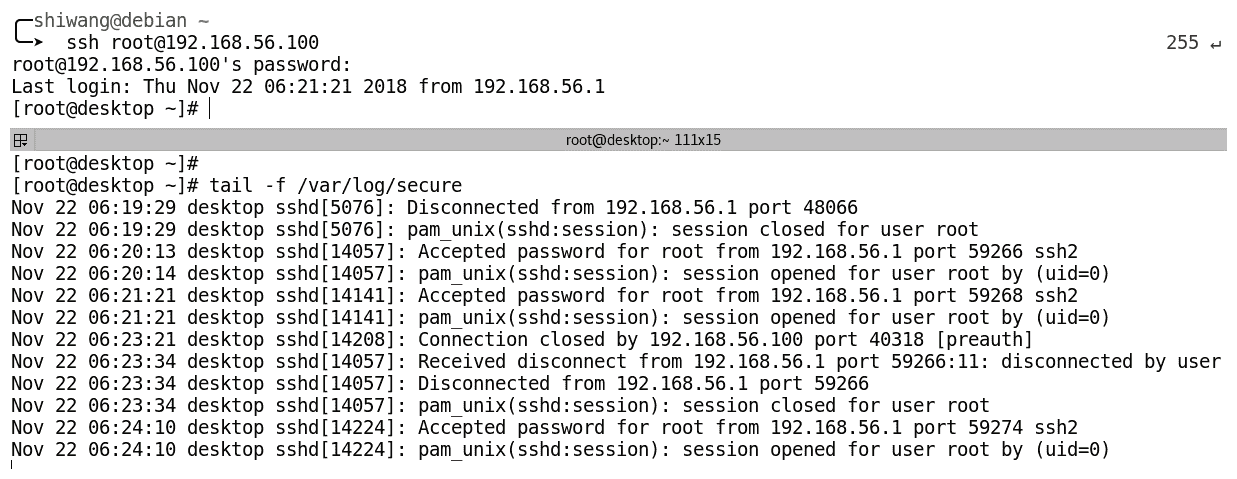 shiwang@debian ~
➤ ssh root@192.168.56.100 255 ↵
root@192.168.56.100's password:
Last login: Thu Nov 22 06:21:21 2018 from 192.168.56.1
[root@desktop ~]#
root@desktop:~ 111x15
[root@desktop ~]#
[root@desktop ~]# tail -f /var/log/secure
Nov 22 06:19:29 desktop sshd[5076]: Disconnected from 192.168.56.1 port 48066
Nov 22 06:19:29 desktop sshd[5076]: pam_unix(sshd:session): session closed for user root
Nov 22 06:20:13 desktop sshd[14057]: Accepted password for root from 192.168.56.1 port 59266 ssh2
Nov 22 06:20:14 desktop sshd[14057]: pam_unix(sshd:session): session opened for user root by (uid=0)
Nov 22 06:21:21 desktop sshd[14141]: Accepted password for root from 192.168.56.1 port 59268 ssh2
Nov 22 06:21:21 desktop sshd[14141]: pam_unix(sshd:session): session opened for user root by (uid=0)
Nov 22 06:23:21 desktop sshd[14208]: Connection closed by 192.168.56.100 port 40318 [preauth]
Nov 22 06:23:34 desktop sshd[14057]: Received disconnect from 192.168.56.1 port 59266:11: disconnected by user
Nov 22 06:23:34 desktop sshd[14057]: Disconnected from 192.168.56.1 port 59266
Nov 22 06:23:34 desktop sshd[14057]: pam_unix(sshd:session): session closed for user root
Nov 22 06:24:10 desktop sshd[14224]: Accepted password for root from 192.168.56.1 port 59274 ssh2
Nov 22 06:24:10 desktop sshd[14224]: pam_unix(sshd:session): session opened for user root by (uid=0)